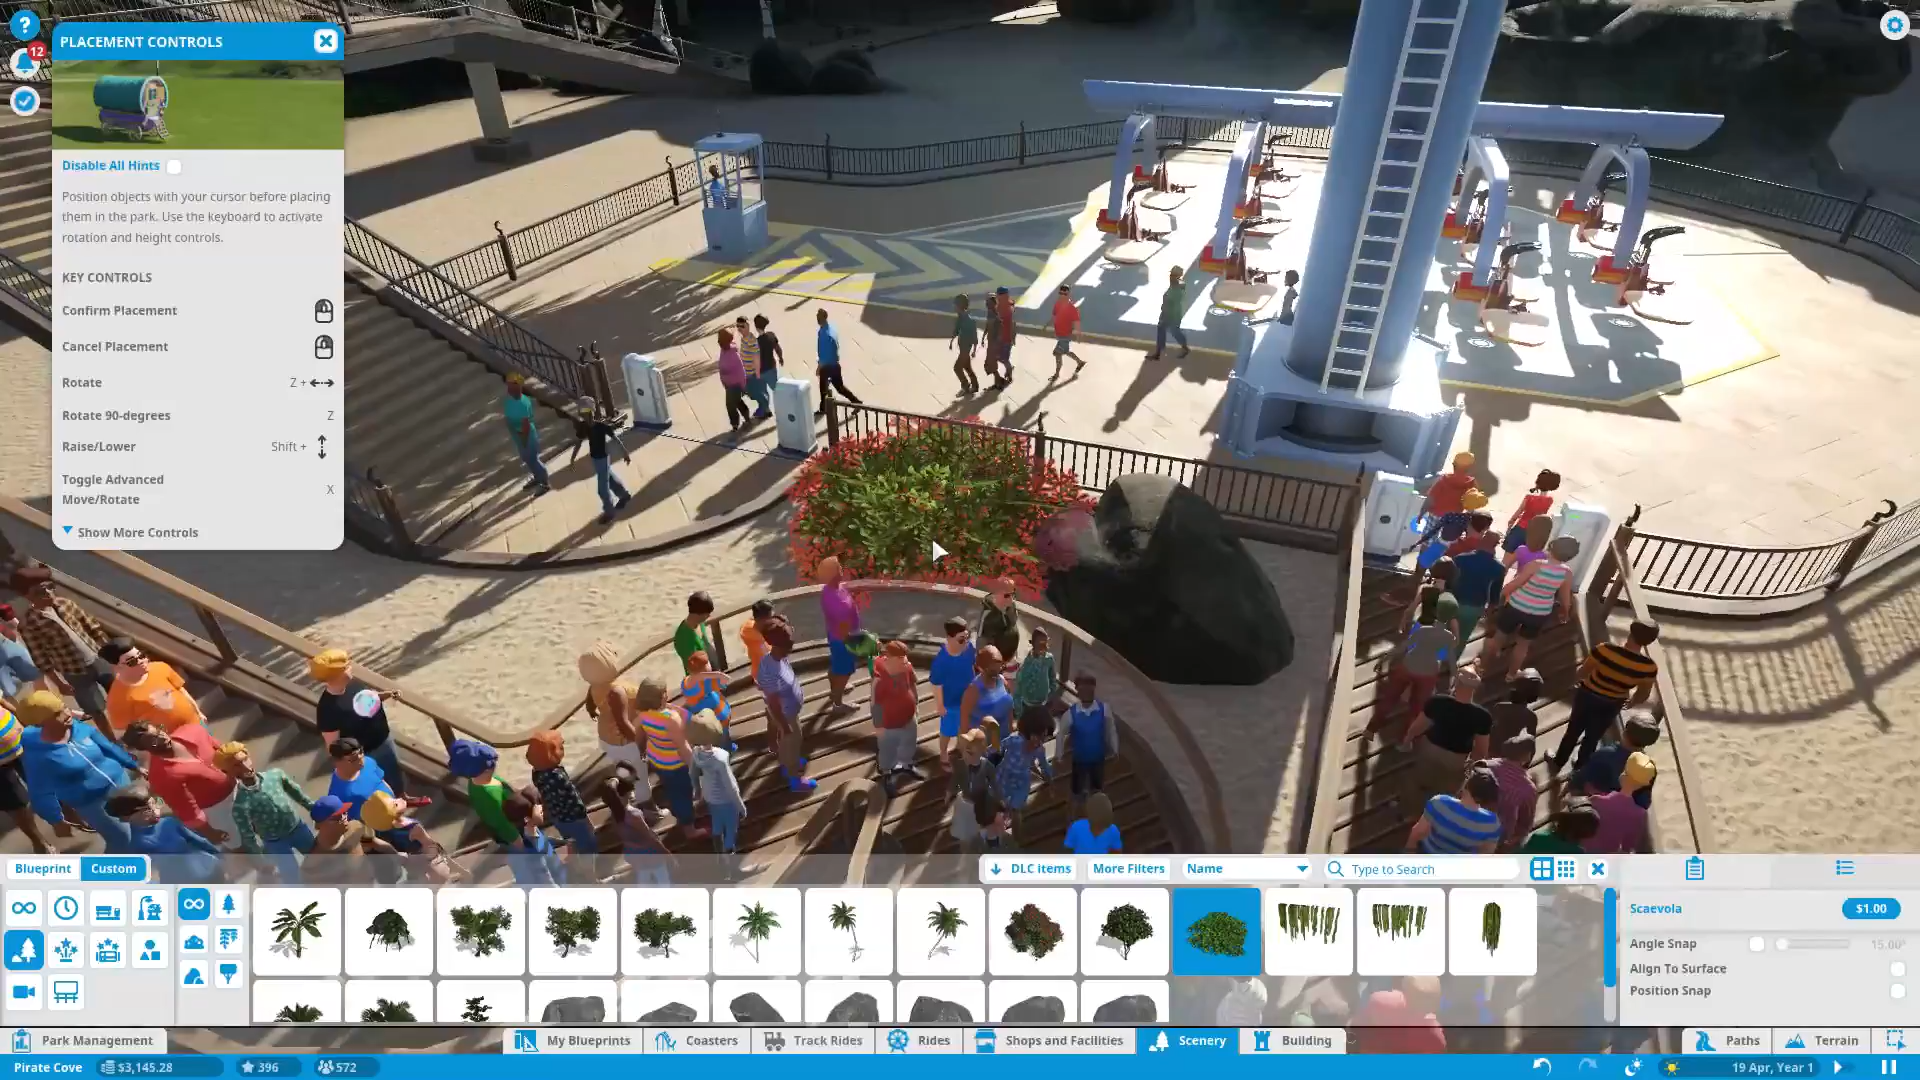 ?
12
PLACEMENT CONTROLS
Disable All Hints
Position objects with your cursor before placing
them in the park. Use the keyboard to activate
rotation and height controls.
KEY CONTROLS
Confirm Placement
Cancel Placement
Rotate Z +
Rotate 90-degrees Z
Raise/Lower Shift +
Toggle Advanced
Move/Rotate X
Show More Controls
Blueprint Custom
DLC items More Filters Name Type to Search
Scaevola $1.00
Angle Snap 15.00°
Align To Surface
Position Snap
Park Management My Blueprints Coasters Track Rides Rides Shops and Facilities Scenery Building Paths Terrain
Pirate Cove $3,145.28 396 572 19 Apr, Year 1